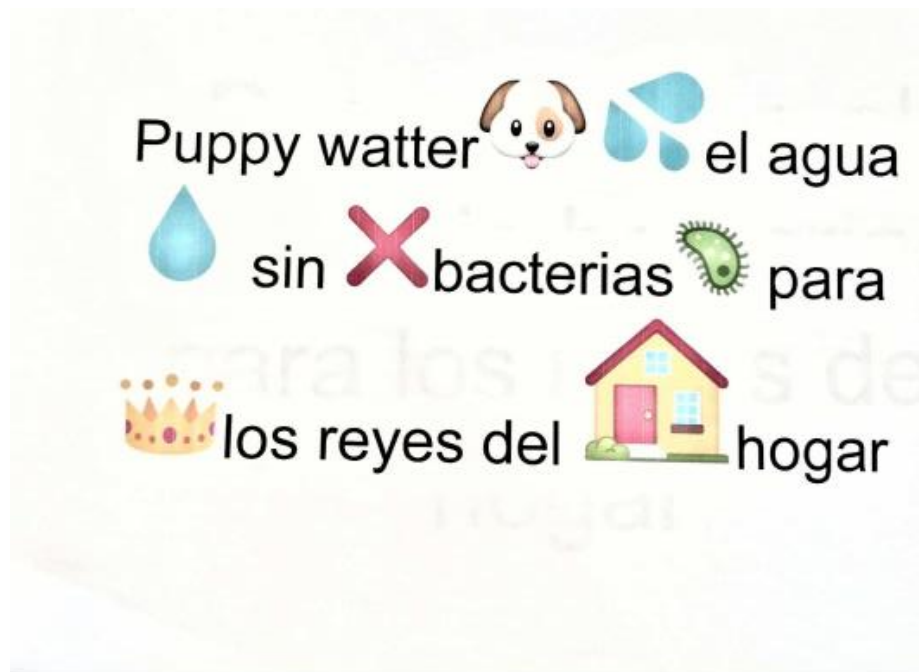 Puppy watter🐶💦el agua
💧 sin ❌bacterias🦠 para
👑los reyes del 🏠hogar